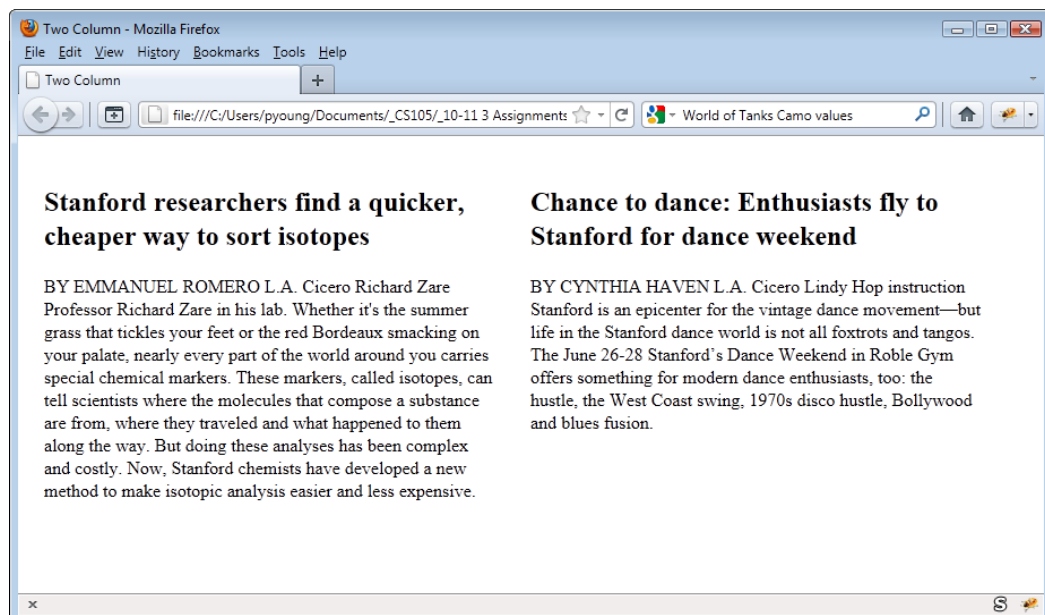 Two Column - Mozilla Firefox
File Edit View History Bookmarks Tools Help
Two Column
file:///C:/Users/pyoung/Documents/_CS105/_10-11 3 Assignments
World of Tanks Camo values
Stanford researchers find a quicker,
cheaper way to sort isotopes
BY EMMANUEL ROMERO L.A. Cicero Richard Zare
Professor Richard Zare in his lab. Whether it's the summer
grass that tickles your feet or the red Bordeaux smacking on
your palate, nearly every part of the world around you carries
special chemical markers. These markers, called isotopes, can
tell scientists where the molecules that compose a substance
are from, where they traveled and what happened to them
along the way. But doing these analyses has been complex
and costly. Now, Stanford chemists have developed a new
method to make isotopic analysis easier and less expensive.
Chance to dance: Enthusiasts fly to
Stanford for dance weekend
BY CYNTHIA HAVEN L.A. Cicero Lindy Hop instruction
Stanford is an epicenter for the vintage dance movement—but
life in the Stanford dance world is not all foxtrots and tangos.
The June 26-28 Stanford’s Dance Weekend in Roble Gym
offers something for modern dance enthusiasts, too: the
hustle, the West Coast swing, 1970s disco hustle, Bollywood
and blues fusion.